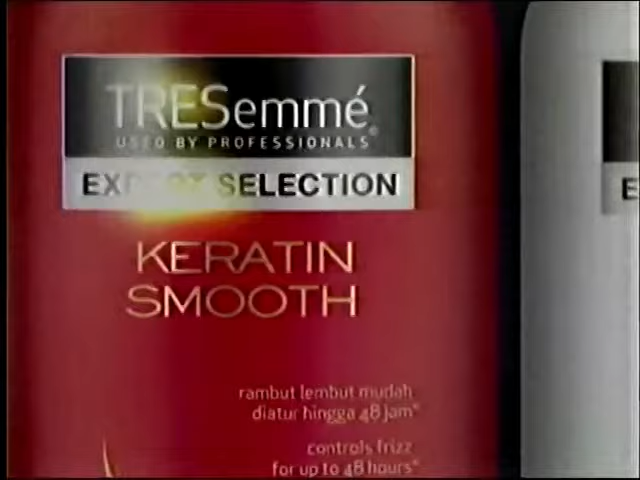 TRESemmé®
USED BY PROFESSIONALS
EXPERT SELECTION
KERATIN
SMOOTH
rambut lembut mudah
diatur hingga 48 jam*
controls frizz
for up to 48 hours*
E